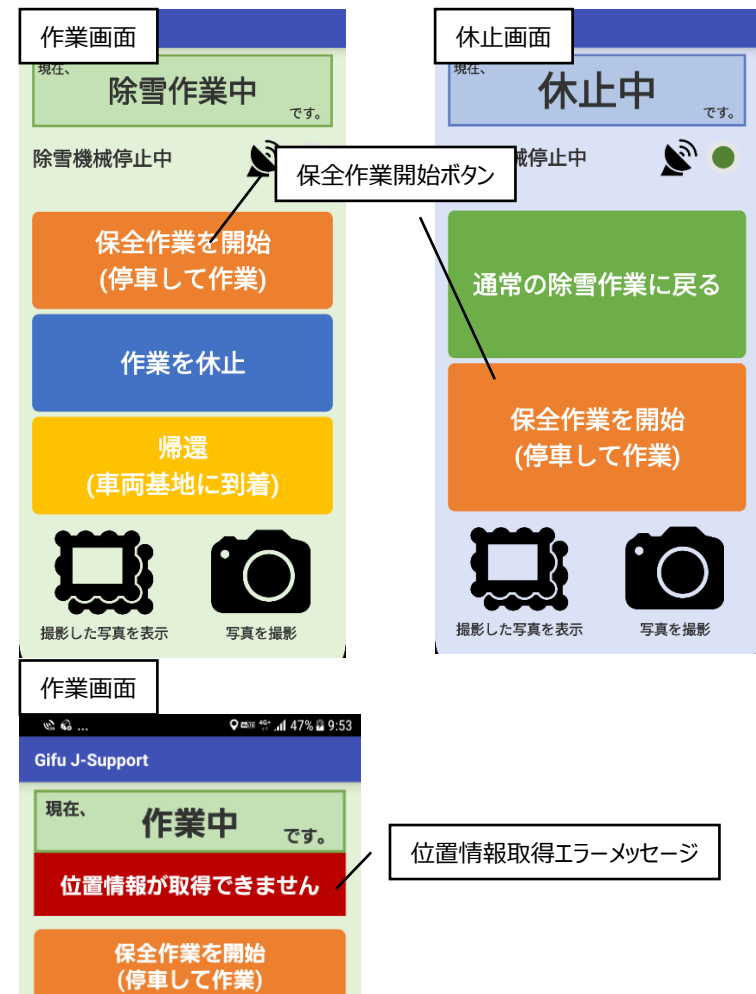 作業画面
現在、
除雪作業中
です。
除雪機械停止中
保全作業を開始
(停車して作業)
作業を休止
帰還
(車両基地に到着)
撮影した写真を表示
写真を撮影
休止画面
現在、
休止中
です。
械停止中
保全作業開始ボタン
通常の除雪作業に戻る
保全作業を開始
(停車して作業)
撮影した写真を表示
写真を撮影
作業画面
... 47% 9:53
Gifu J-Support
現在、
作業中
です。
位置情報が取得できません
位置情報取得エラーメッセージ
保全作業を開始
(停車して作業)